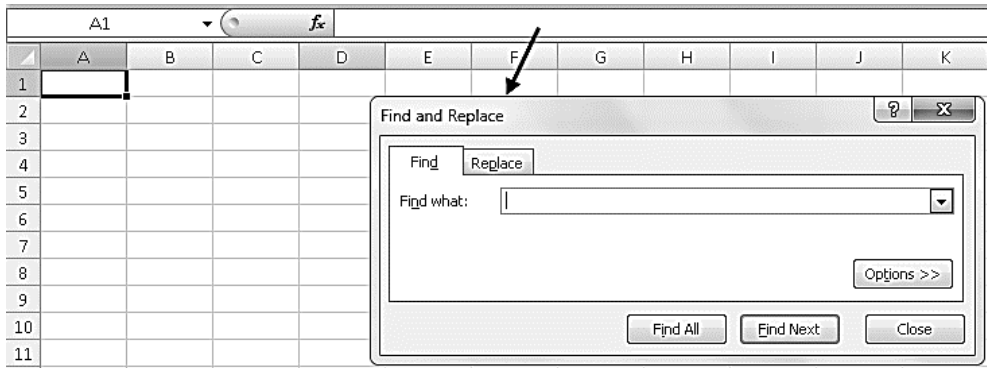 A1 fx
A B C D E F G H I J K
1
2
3
4
5
6
7
8
9
10
11
Find and Replace ?
Find Replace
Find what:
Options >>
Find All Find Next Close